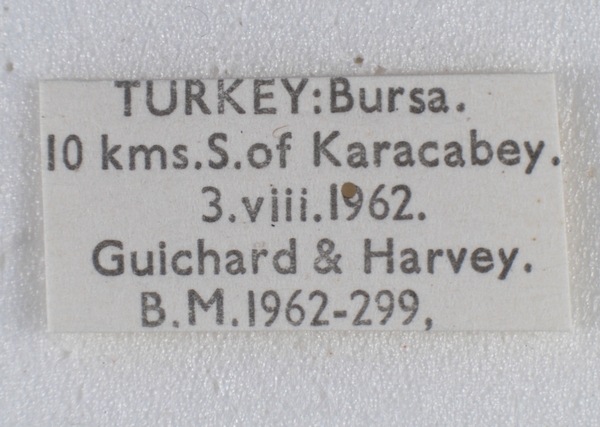 TURKEY:Bursa.
10 kms.S.of Karacabey.
3.viii.1962.
Guichard & Harvey.
B.M.1962-299,